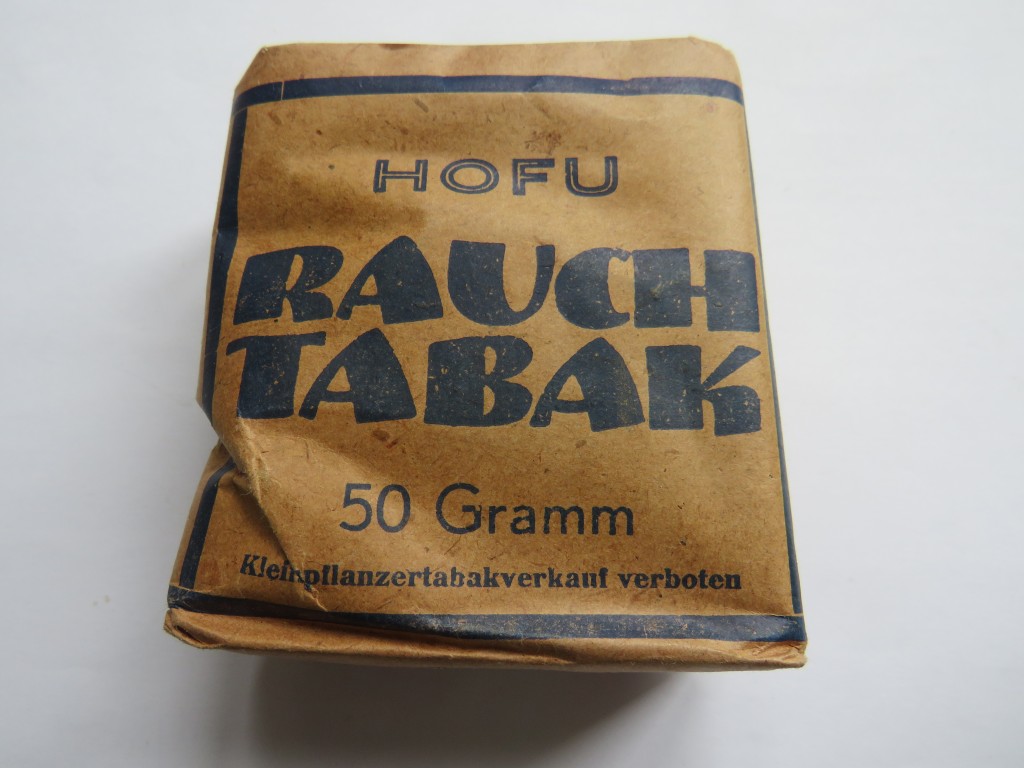 HOFU
RAUCH
TABAK
50 Gramm
Kleinpflanzertabakverkauf verboten